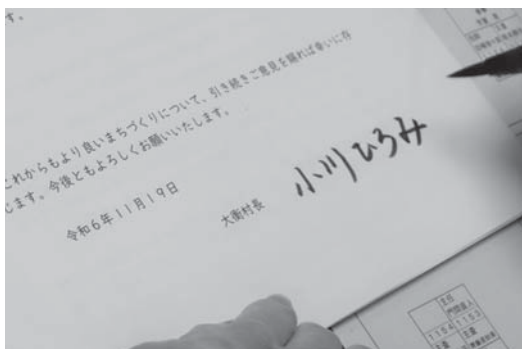 す。
これからもより良いまちづくりについて、引き続きご意見を賜れば幸いに存
じます。今後ともよろしくお願いいたします。
令和6年11月19日
大衡村長 小川ひろみ
主任